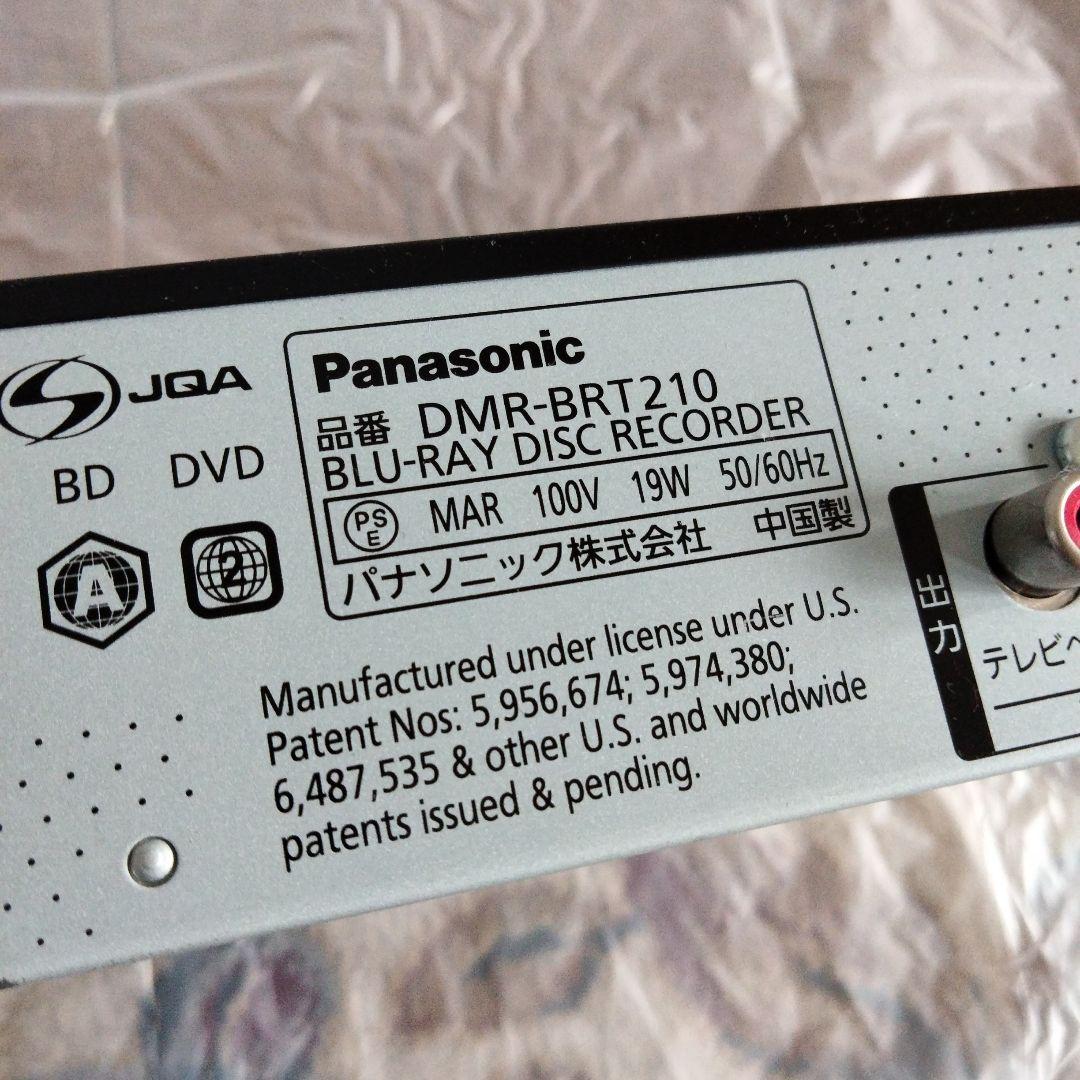 JQA
BD DVD
A 2
Panasonic
品番 DMR-BRT210
BLU-RAY DISC RECORDER
PSE MAR 100V 19W 50/60Hz
パナソニック株式会社 中国製
Manufactured under license under U.S.
Patent Nos: 5,956,674; 5,974,380;
6,487,535 & other U.S. and worldwide
patents issued & pending.
出力
テレビへ